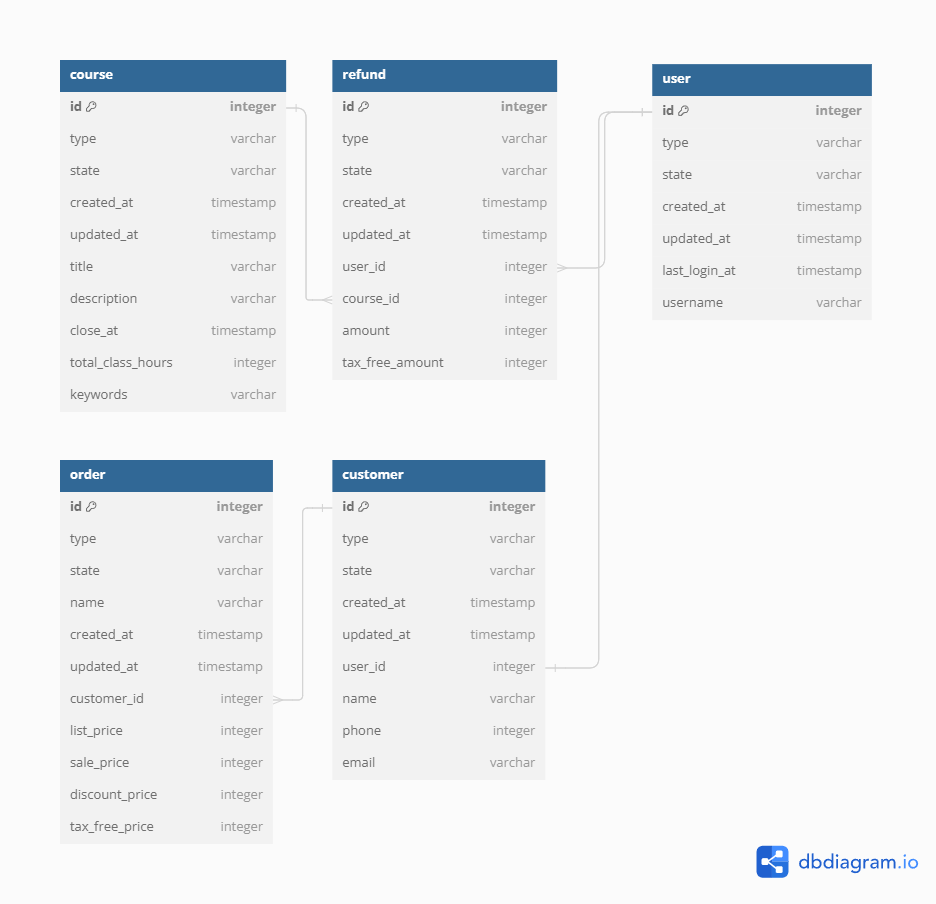 course
id integer
type varchar
state varchar
created_at timestamp
updated_at timestamp
title varchar
description varchar
close_at timestamp
total_class_hours integer
keywords varchar
refund
id integer
type varchar
state varchar
created_at timestamp
updated_at timestamp
user_id integer
course_id integer
amount integer
tax_free_amount integer
user
id integer
type varchar
state varchar
created_at timestamp
updated_at timestamp
last_login_at timestamp
username varchar
order
id integer
type varchar
state varchar
name varchar
created_at timestamp
updated_at timestamp
customer_id integer
list_price integer
sale_price integer
discount_price integer
tax_free_price integer
customer
id integer
type varchar
state varchar
created_at timestamp
updated_at timestamp
user_id integer
name varchar
phone integer
email varchar
dbdiagram.io